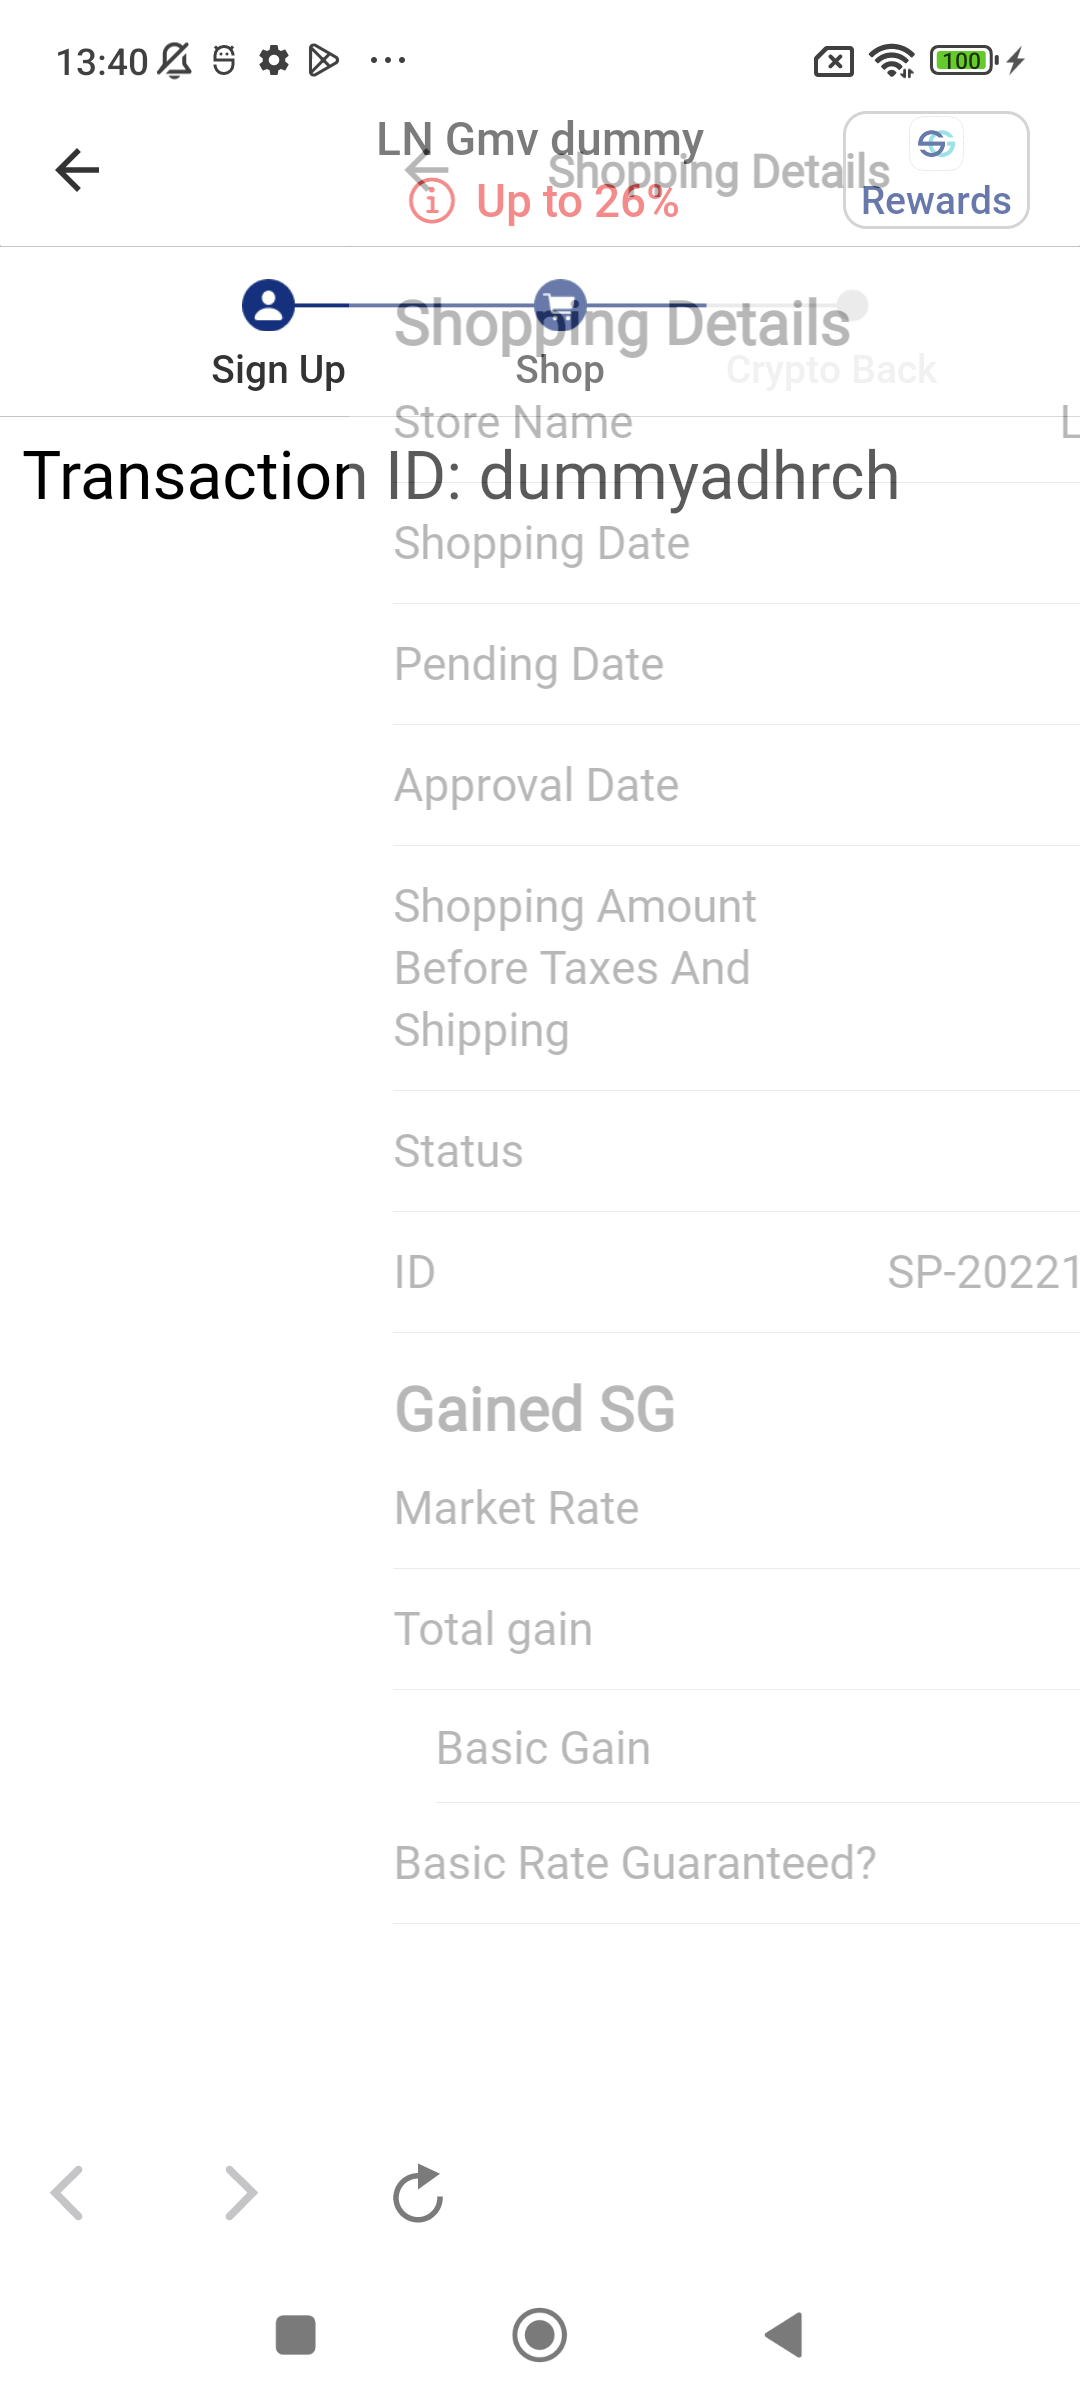 13:40
100
LN Gmv dummy
Shopping Details
Up to 26%
Rewards
Shopping Details
Sign Up
Shop
Crypto Back
Store Name
L
Transaction ID: dummyadhrch
Shopping Date
Pending Date
Approval Date
Shopping Amount
Before Taxes And
Shipping
Status
ID SP-20221
Gained SG
Market Rate
Total gain
Basic Gain
Basic Rate Guaranteed?